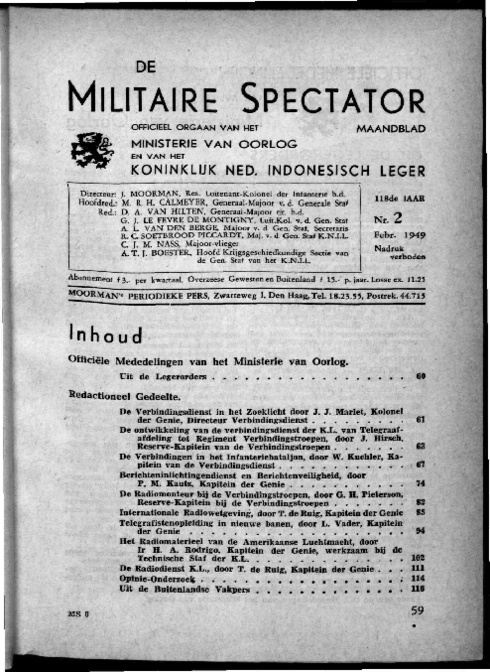 DE
MILITAIRE SPECTATOR
OFFICIEEL ORGAAN VAN HET MAANDBLAD
MINISTERIE VAN OORLOG
EN VAN HET
KONINKLIJK NED. INDONESISCH LEGER
Directeur: J. MOORMAN, Res. Luitenant-Kolonel der Infanterie b.d.
Hoofdred.: M. R. H. CALMEYER, Generaal-Majoor v. d. Generale Staf
Red.: D. A. VAN HILTEN, Generaal-Majoor tit. b.d.
G. J. LE FEVRE DE MONTIGNY, Luit.Kol. v. d. Gen. Staf
A. L. VAN DEN BERGE, Majoor v. d. Gen. Staf, Secretaris
R. C. SOETBROOD PICCARDT, Maj. v. d. Gen. Staf K.N.I.L.
C. J. M. NASS, Majoor-vlieger
A. T. J. BOESTER, Hoofd Krijgsgeschiedkundige Sectie van
de Gen. Staf van het K.N.I.L.
118de JAAR
Nr. 2
Febr. 1949
Nadruk
verboden
Abonnement f 3.- per kwartaal, Overzeese Gewesten en Buitenland f 15.- p. jaar. Losse ex. f 1.25
MOORMAN's PERIODIEKE PERS, Zwarteweg 1, Den Haag, Tel. 18.23.55, Postrek. 44.715
Inhoud
Officiële Mededelingen van het Ministerie van Oorlog.
Uit de Legerorders . . . . . . . . . . . . . . . . 60
Redactioneel Gedeelte.
De Verbindingsdienst in het Zoeklicht door J. J. Marlet, Kolonel
der Genie, Directeur Verbindingsdienst . . . . . . . . 61
De ontwikkeling van de verbindingsdienst der K.L. van Telegraaf-
afdeling tot Regiment Verbindingstroepen, door J. Hirsch,
Reserve-Kapitein van de Verbindingstroepen . . . . . . 63
De Verbindingen in het Infanteriebataljon, door W. Kuchler, Ka-
pitein van de Verbindingsdienst . . . . . . . . . . . 67
Berichteninlichtingendienst en Berichtenveiligheid, door
P. M. Kautz, Kapitein der Genie . . . . . . . . . . . 74
De Radiomonteur bij de Verbindingstroepen, door G. H. Pieterson,
Reserve-Kapitein bij de Verbindingstroepen . . . . . . 82
Internationale Radiowetgeving, door T. de Ruig, Kapitein der Genie 85
Telegrafistenopleiding in nieuwe banen, door L. Vader, Kapitein
der Genie . . . . . . . . . . . . . . . . . . 94
Het Radiomaterieel van de Amerikaanse Luchtmacht, door
Ir H. A. Rodrigo, Kapitein der Genie, werkzaam bij de
Technische Staf der K.L. . . . . . . . . . . . . . 102
De Radiodienst K.L., door T. de Ruig, Kapitein der Genie . . . 111
Opinie-Onderzoek . . . . . . . . . . . . . . . . 114
Uit de Buitenlandse Vakpers . . . . . . . . . . . . 116
MS 8
59